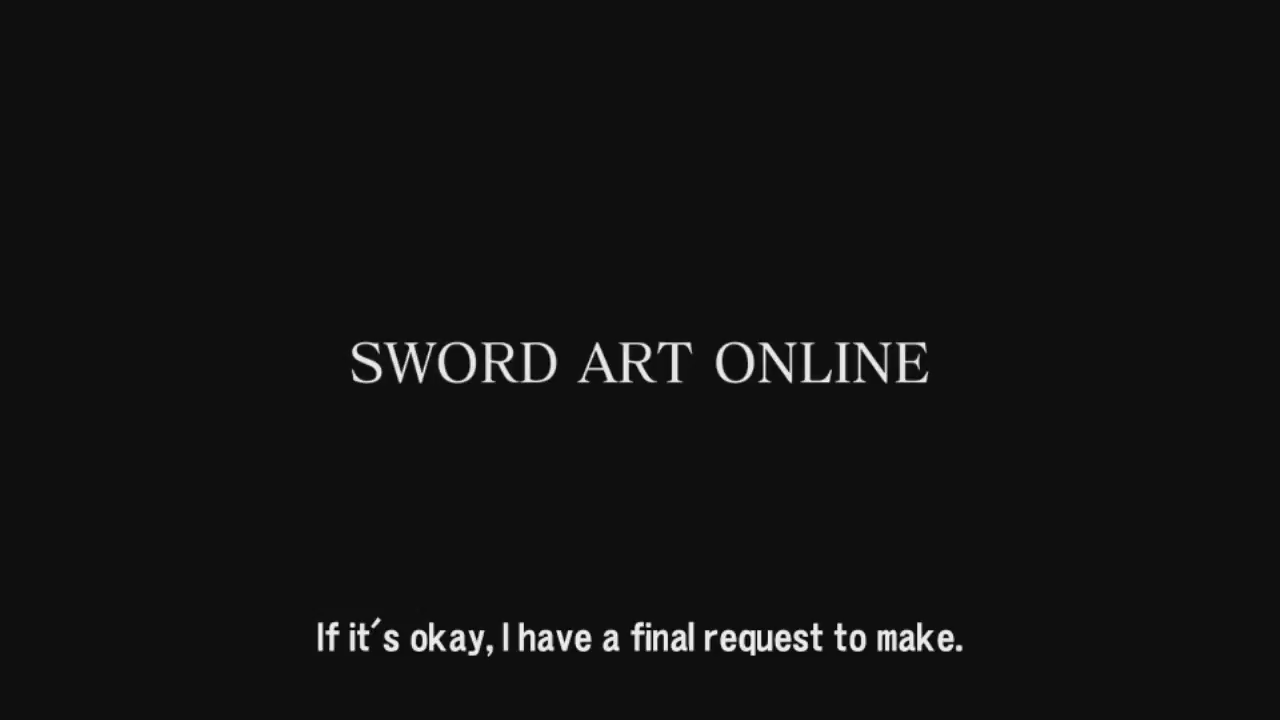 SWORD ART ONLINE
If it's okay, I have a final request to make.